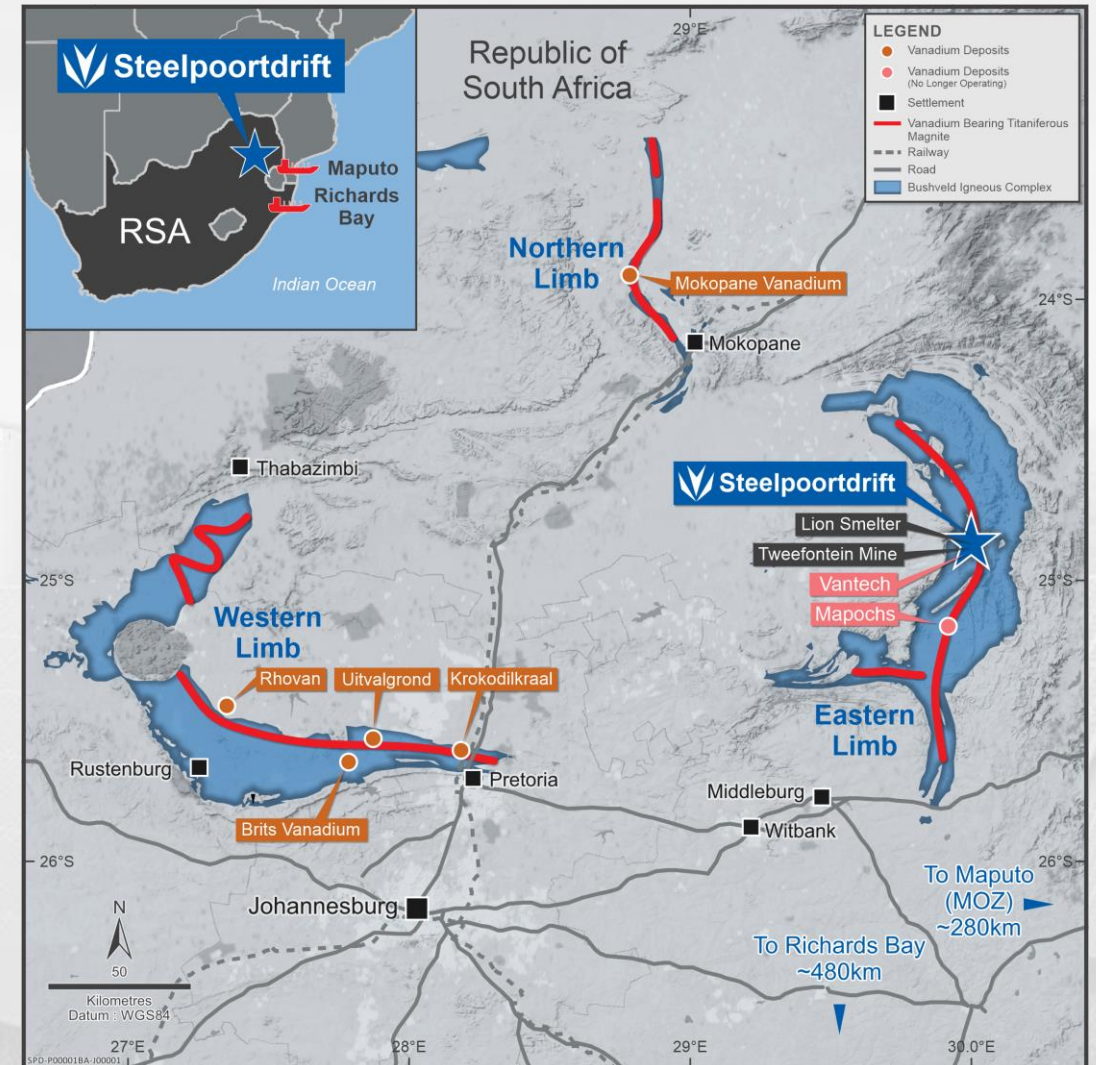 Steelpoortdrift
Maputo
Richards
Bay
RSA
Indian Ocean
Republic of
South Africa
29°E
LEGEND
Vanadium Deposits
Vanadium Deposits
(No Longer Operating)
Settlement
Vanadium Bearing Titaniferous
Magnite
Railway
Road
Bushveld Igneous Complex
Northern
Limb
Mokopane Vanadium
24°S
Mokopane
Thabazimbi
Steelpoortdrift
Lion Smelter
Tweefontein Mine
Vantech
Mapochs
25°S
25°S
Western
Limb
Rhovan
Uitvalgrond
Krokodilkraal
Eastern
Limb
Rustenburg
Pretoria
Brits Vanadium
Middleburg
Witbank
26°S
26°S
To Maputo
(MOZ)
~280km
Johannesburg
To Richards Bay
~480km
N
50
Kilometres
Datum : WGS84
27°E
28°E
29°E
30.0°E
SPD-P00001BA-J00001